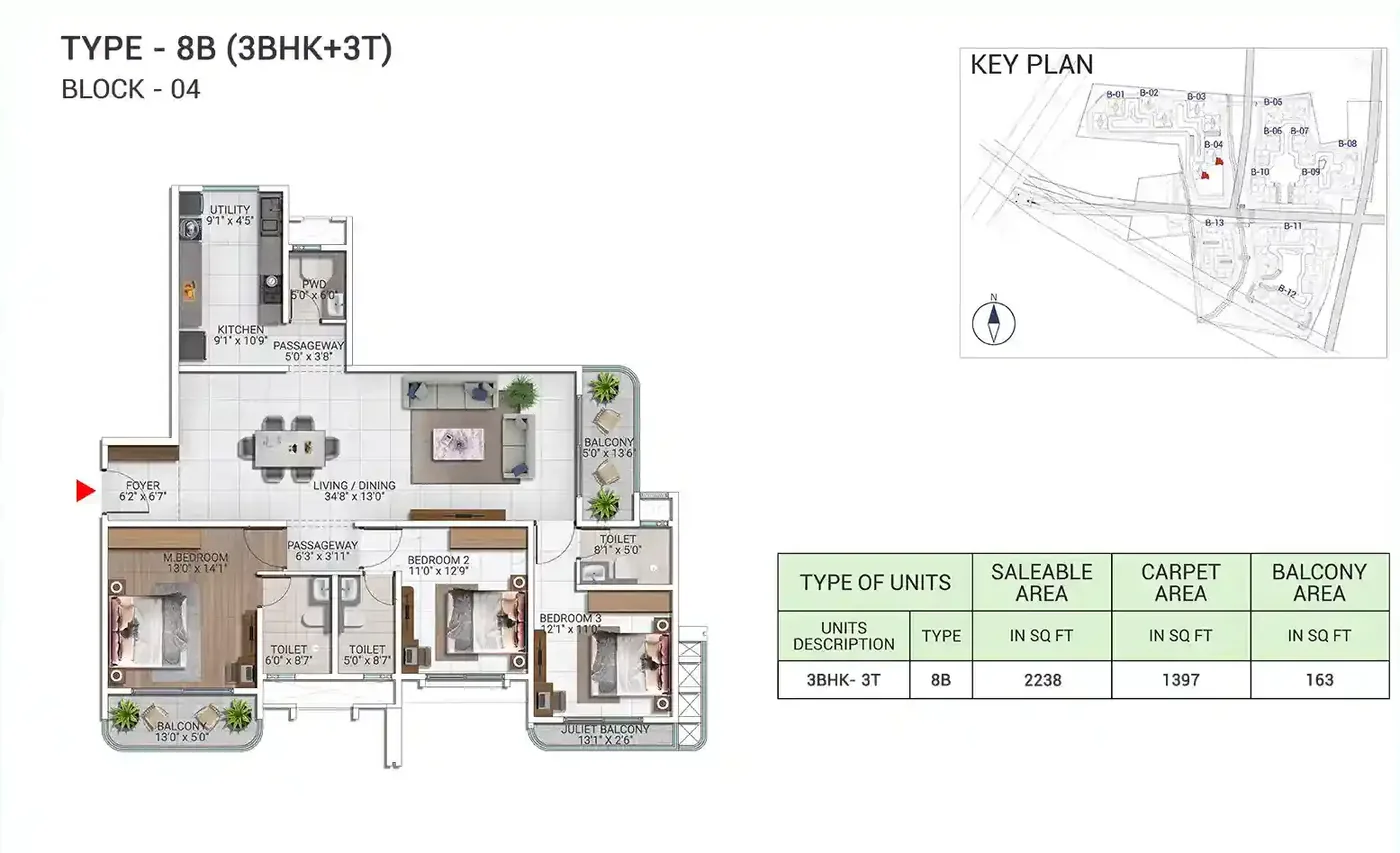 TYPE - 8B (3BHK+3T)
BLOCK - 04
KEY PLAN
B-01
B-02
B-03
B-04
B-05
B-06
B-07
B-08
B-10
B-09
B-13
B-11
B-12
N
UTILITY
9'1" x 4'5"
PWD
5'0" x 6'0"
KITCHEN
9'1" x 10'9"
PASSAGEWAY
5'0" x 3'8"
BALCONY
5'0" x 13'6"
FOYER
6'2" x 6'7"
LIVING / DINING
34'8" x 13'0"
M.BEDROOM
13'0" x 14'1"
PASSAGEWAY
6'3" x 3'11"
BEDROOM 2
11'0" x 12'9"
TOILET
8'1" x 5'0"
BEDROOM 3
12'1" x 11'0"
TOILET
6'0" x 8'7"
TOILET
5'0" x 8'7"
BALCONY
13'0" x 5'0"
JULIET BALCONY
13'1" X 2'6"
TYPE OF UNITS
SALEABLE
AREA
CARPET
AREA
BALCONY
AREA
UNITS
DESCRIPTION
TYPE
IN SQ FT
IN SQ FT
IN SQ FT
3BHK- 3T
8B
2238
1397
163